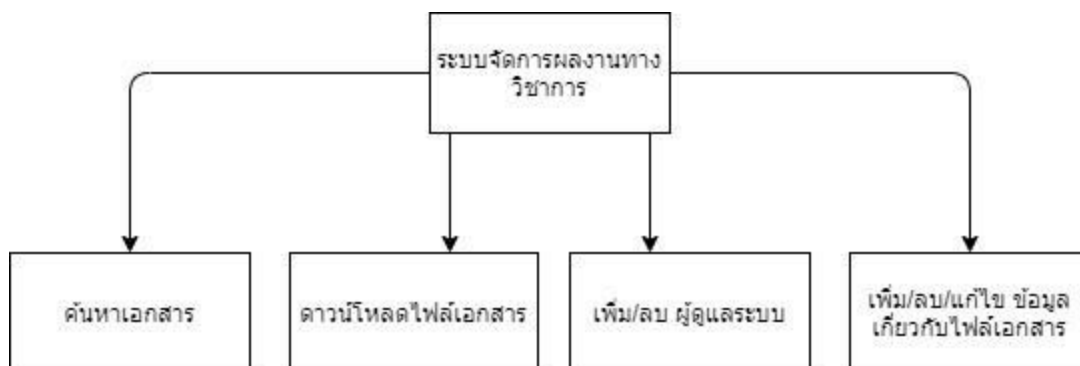 ระบบจัดการผลงานทาง
วิชาการ
ค้นหาเอกสาร
ดาวน์โหลดไฟล์เอกสาร
เพิ่ม/ลบ ผู้ดูแลระบบ
เพิ่ม/ลบ/แก้ไข ข้อมูล
เกี่ยวกับไฟล์เอกสาร